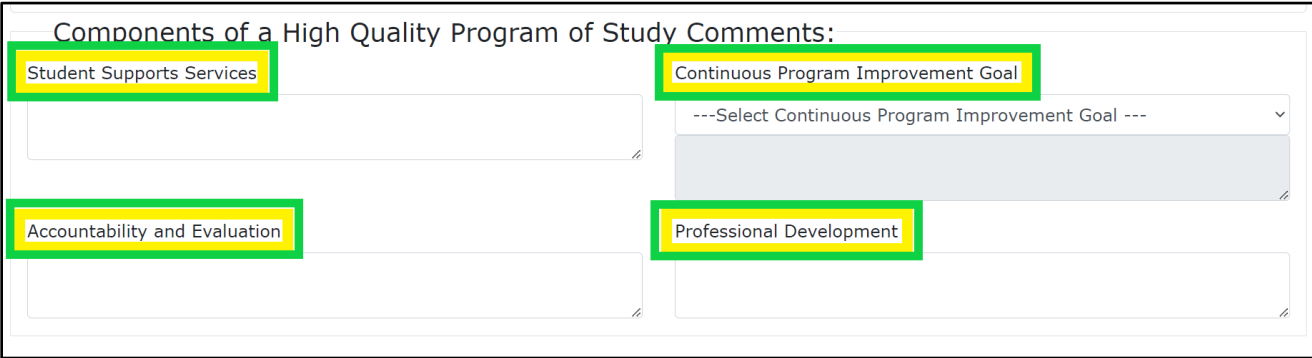 Components of a High Quality Program of Study Comments:
Student Supports Services
Continuous Program Improvement Goal
---Select Continuous Program Improvement Goal ---
Accountability and Evaluation
Professional Development